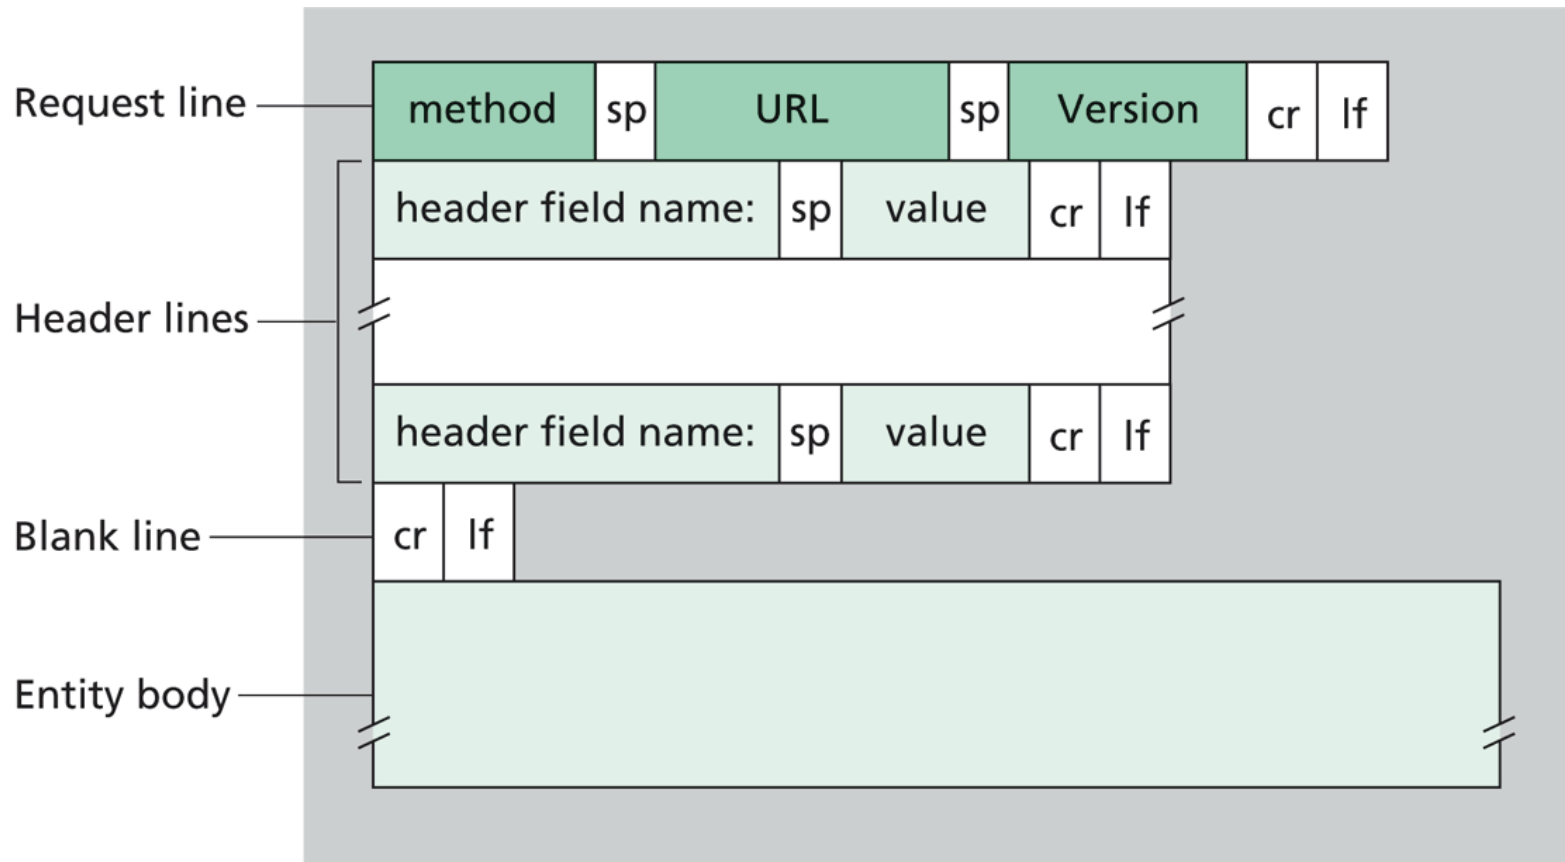 Request line method sp URL sp Version cr lf
header field name: sp value cr lf
Header lines
header field name: sp value cr lf
Blank line cr lf
Entity body